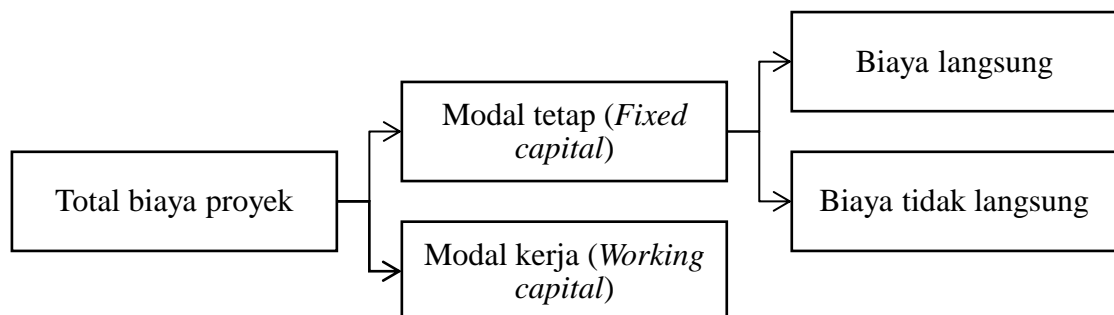 Total biaya proyek
Modal tetap (Fixed
capital)
Modal kerja (Working
capital)
Biaya langsung
Biaya tidak langsung